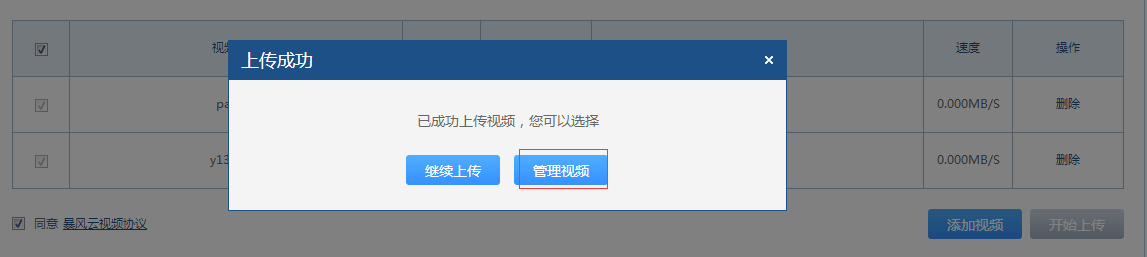 视
速度
操作
上传成功
×
pa
0.000MB/S
删除
已成功上传视频，您可以选择
y13
0.000MB/S
删除
继续上传
管理视频
同意 暴风云视频协议
添加视频
开始上传